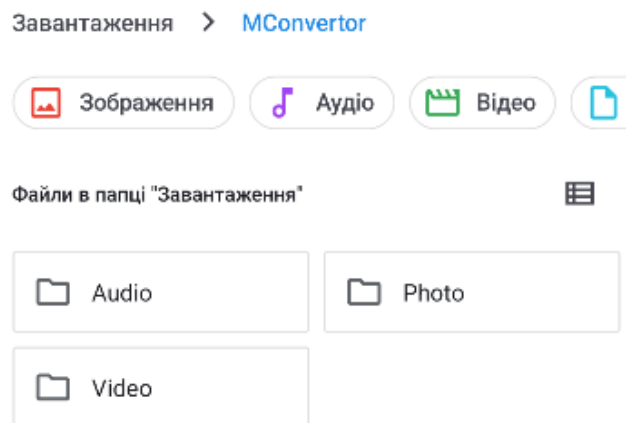 Завантаження > MConvertor
Зображення Аудіо Відео
Файли в папці "Завантаження"
Audio Photo
Video